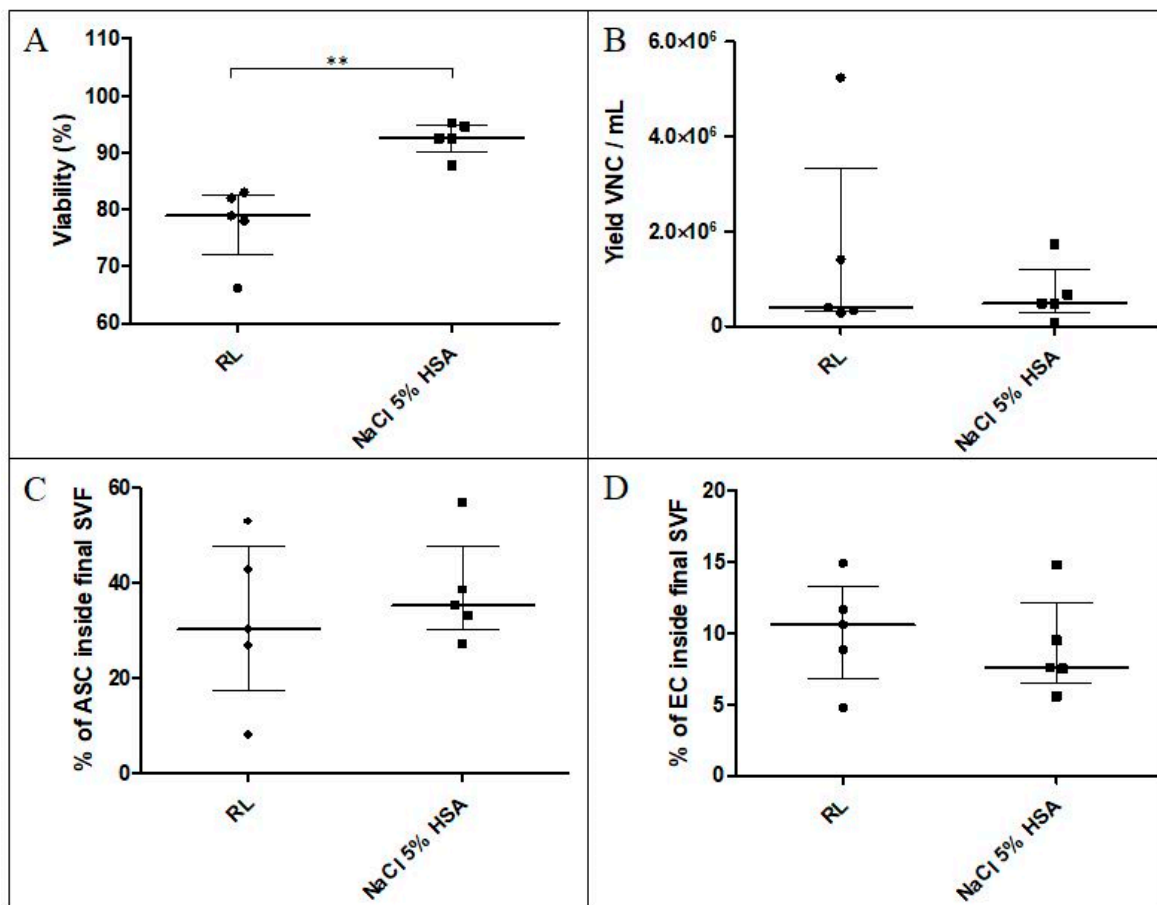 A
Viability (%)
110
100
90
80
70
60
**
RL
NaCl 5% HSA
B
Yield VNC / mL
6.0×10⁶
4.0×10⁶
2.0×10⁶
0
RL
NaCl 5% HSA
C
% of ASC inside final SVF
60
40
20
0
RL
NaCl 5% HSA
D
% of EC inside final SVF
20
15
10
5
0
RL
NaCl 5% HSA